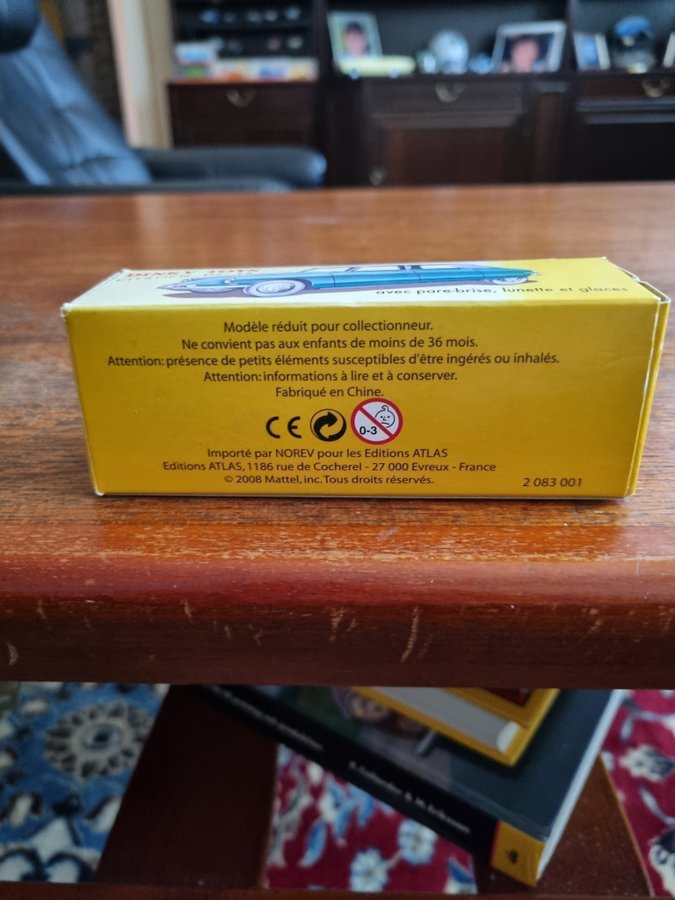 DINKY TOYS
avec pare-brise, lunette et glaces
Modèle réduit pour collectionneur.
Ne convient pas aux enfants de moins de 36 mois.
Attention: présence de petits éléments susceptibles d'être ingérés ou inhalés.
Attention: informations à lire et à conserver.
Fabriqué en Chine.
CE
0-3
Importé par NOREV pour les Editions ATLAS
Editions ATLAS, 1186 rue de Cocherel - 27 000 Evreux - France
© 2008 Mattel, inc. Tous droits réservés.
2 083 001